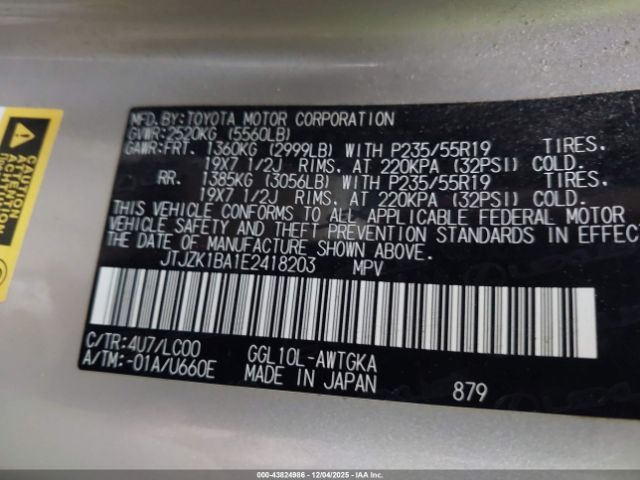 MFD.BY:TOYOTA MOTOR CORPORATION
GVWR:2520KG (5560LB)
GAWR:FRT. 1360KG (2999LB) WITH P235/55R19 TIRES.
19X7 1/2J RIMS, AT 220KPA (32PSI) COLD.
RR. 1385KG (3056LB) WITH P235/55R19 TIRES.
19X7 1/2J RIMS, AT 220KPA (32PSI) COLD.
THIS VEHICLE CONFORMS TO ALL APPLICABLE FEDERAL MOTOR
VEHICLE SAFETY AND THEFT PREVENTION STANDARDS IN EFFEC
THE DATE OF MANUFACTURE SHOWN ABOVE.
JTJZK1BA1E2418203 MPV
C/TR:4U7/LC00 GGL10L-AWTGKA
A/TM:-01A/U660E MADE IN JAPAN 879
000-43824986 - 12/04/2025 - IAAI.CA